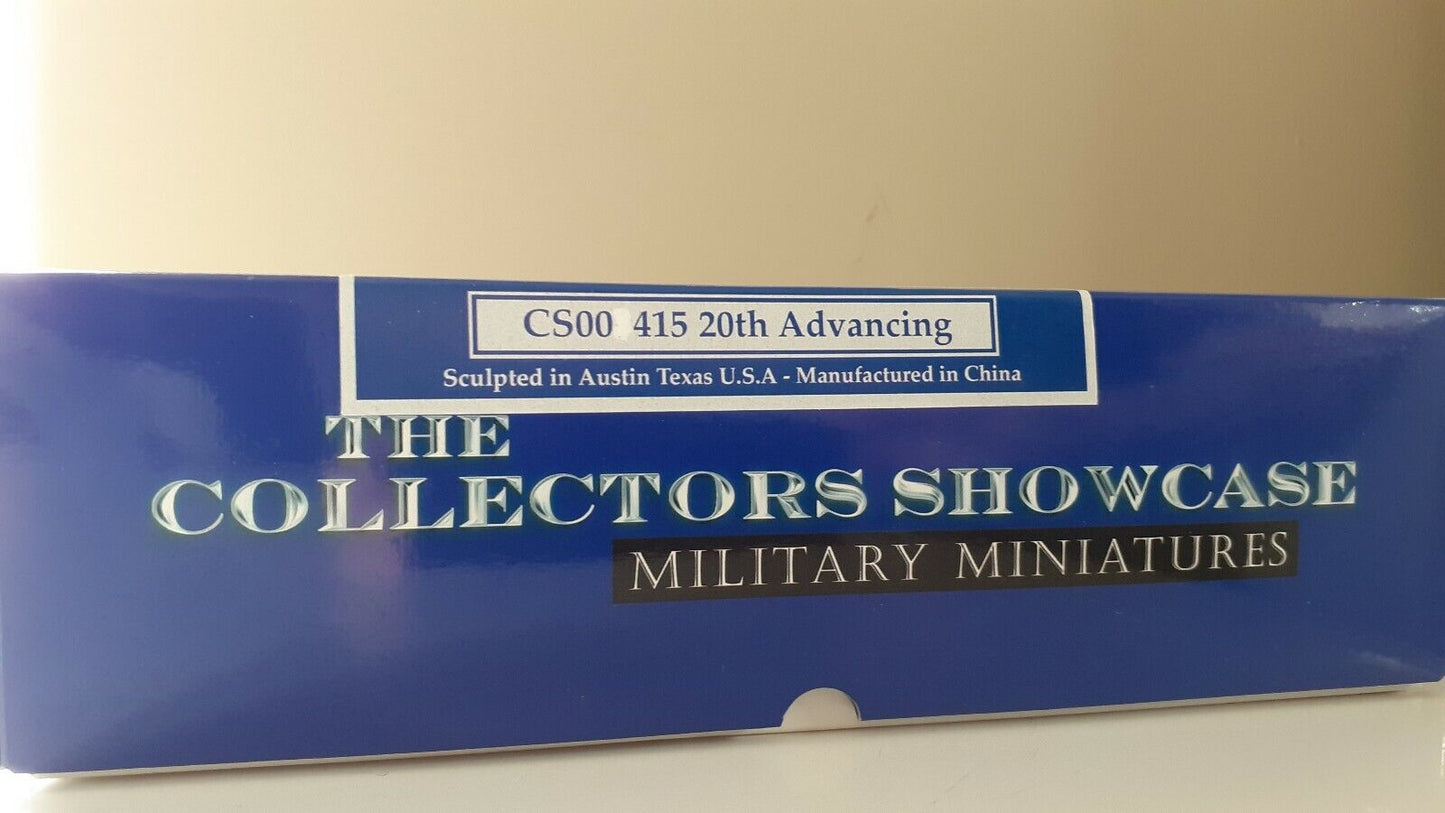 CS00 415 20th Advancing
Sculpted in Austin Texas U.S.A - Manufactured in China
THE
COLLECTORS SHOWCASE
MILITARY MINIATURES